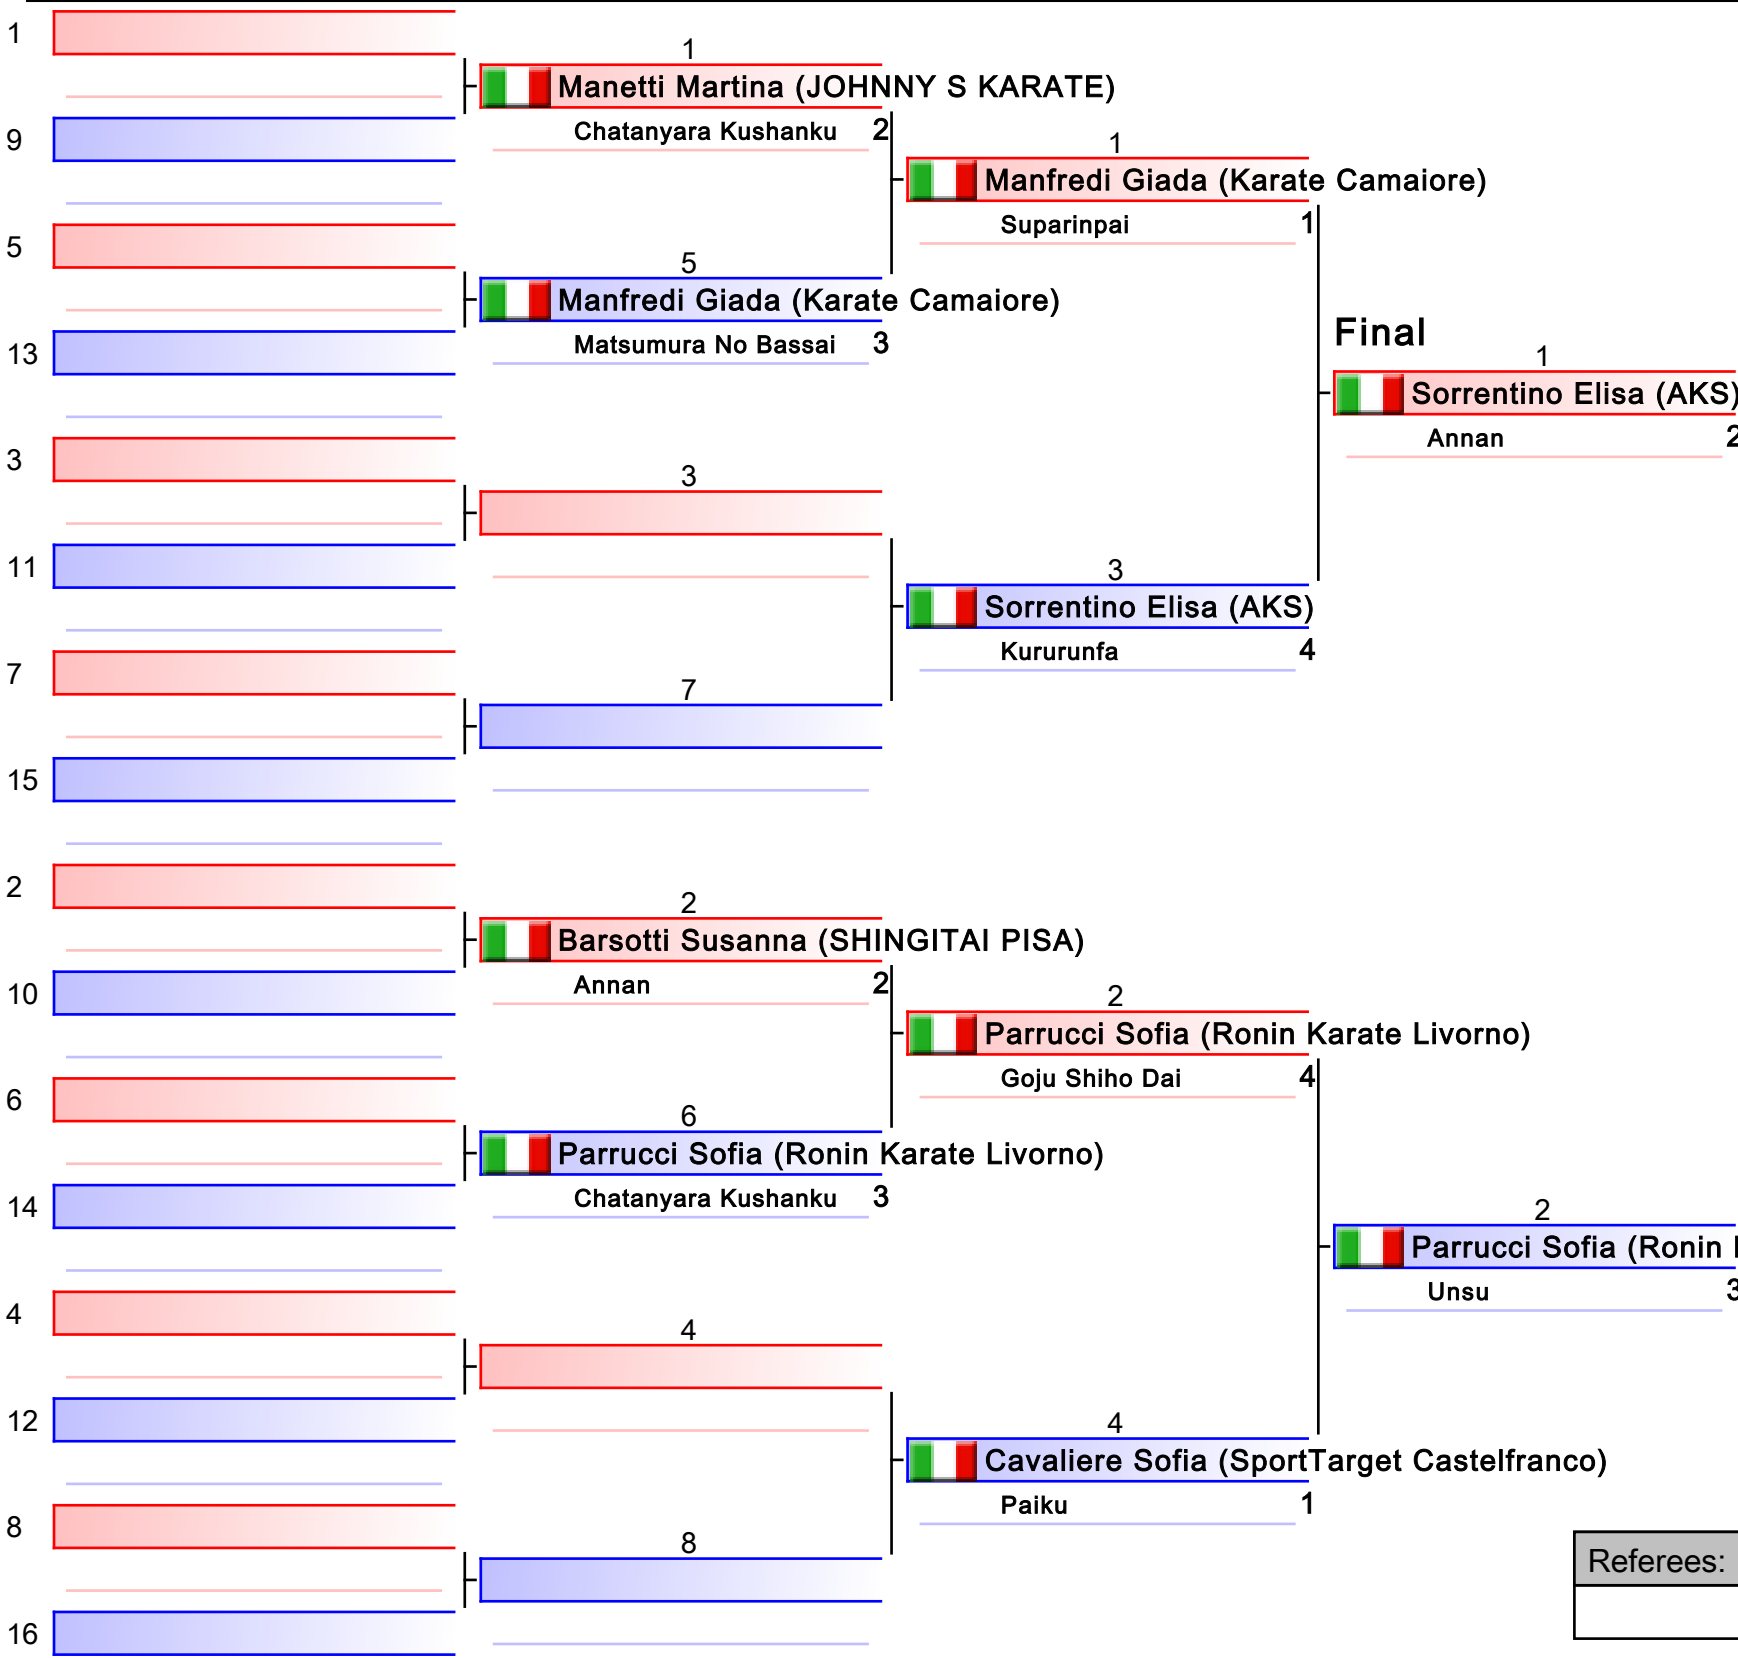 1
9
5
13
3
11
7
15
2
10
6
14
4
12
8
16
1
Manetti Martina (JOHNNY S KARATE)
Chatanyara Kushanku 2
5
Manfredi Giada (Karate Camaiore)
Matsumura No Bassai 3
3
7
2
Barsotti Susanna (SHINGITAI PISA)
Annan 2
6
Parrucci Sofia (Ronin Karate Livorno)
Chatanyara Kushanku 3
4
8
1
Manfredi Giada (Karate Camaiore)
Suparinpai 1
3
Sorrentino Elisa (AKS)
Kururunfa 4
2
Parrucci Sofia (Ronin Karate Livorno)
Goju Shiho Dai 4
4
Cavaliere Sofia (SportTarget Castelfranco)
Paiku 1
Final
1
Sorrentino Elisa (AKS)
Annan 2
2
Parrucci Sofia (Ronin
Unsu 3
Referees: